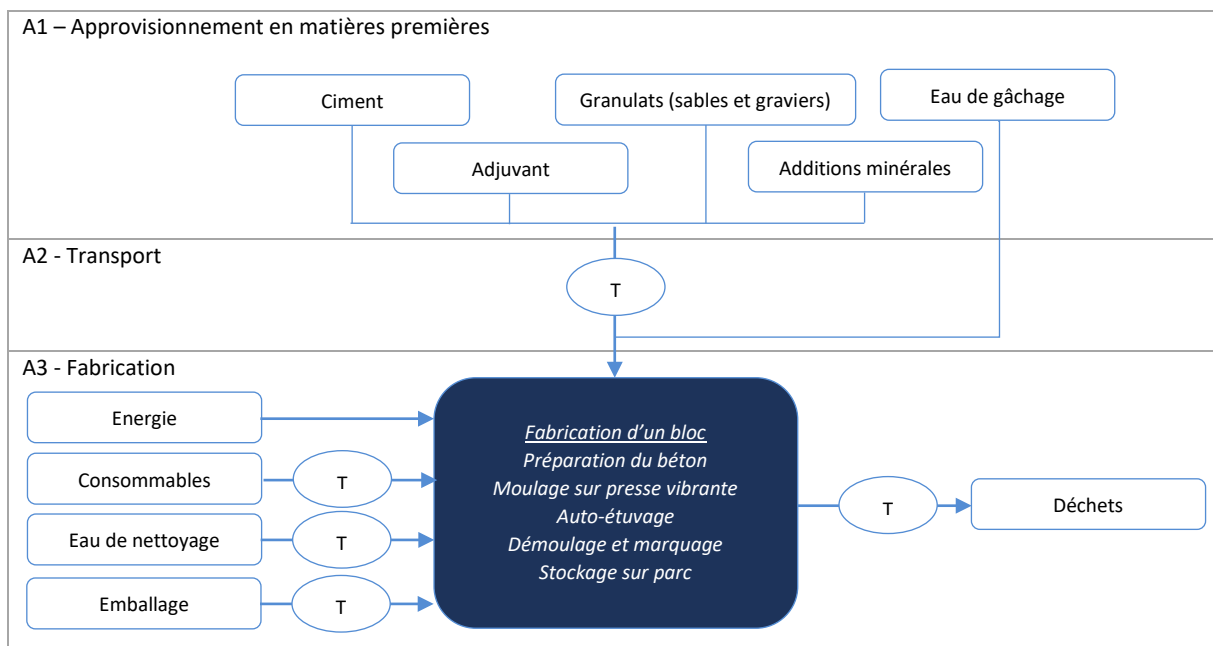 A1 – Approvisionnement en matières premières
Ciment
Granulats (sables et graviers)
Eau de gâchage
Adjuvant
Additions minérales
A2 - Transport
T
A3 - Fabrication
Energie
Consommables
T
Eau de nettoyage
T
Emballage
T
Fabrication d’un bloc
Préparation du béton
Moulage sur presse vibrante
Auto-étuvage
Démoulage et marquage
Stockage sur parc
T
Déchets